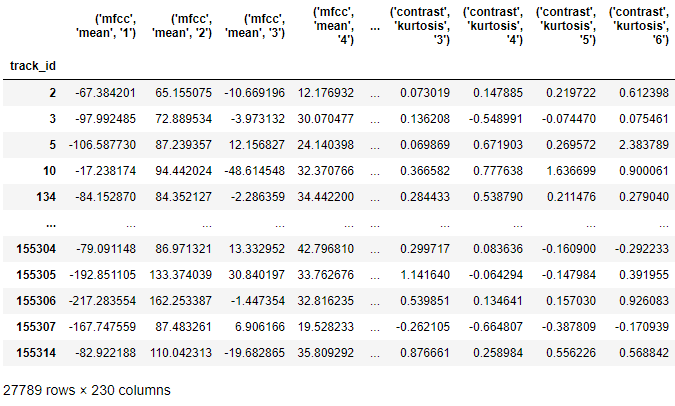 ('mfcc', 'mean', '1') ('mfcc', 'mean', '2') ('mfcc', 'mean', '3') ('mfcc', 'mean', '4') ... ('contrast', 'kurtosis', '3') ('contrast', 'kurtosis', '4') ('contrast', 'kurtosis', '5') ('contrast', 'kurtosis', '6')
track_id
2 -67.384201 65.155075 -10.669196 12.176932 ... 0.073019 0.147885 0.219722 0.612398
3 -97.992485 72.889534 -3.973132 30.070477 ... 0.136208 -0.548991 -0.074470 0.075461
5 -106.587730 87.239357 12.156827 24.140398 ... 0.069869 0.671903 0.269572 2.383789
10 -17.238174 94.442024 -48.614548 32.370766 ... 0.366582 0.777638 1.636699 0.900061
134 -84.152870 84.352127 -2.286359 34.442200 ... 0.284433 0.538790 0.211476 0.279040
... ... ... ... ... ... ... ... ... ...
155304 -79.091148 86.971321 13.332952 42.796810 ... 0.299717 0.083636 -0.160900 -0.292233
155305 -192.851105 133.374039 30.840197 33.762676 ... 1.141640 -0.064294 -0.147984 0.391955
155306 -217.283554 162.253387 -1.447354 32.816235 ... 0.539851 0.134641 0.157030 0.926083
155307 -167.747559 87.483261 6.906166 19.528233 ... -0.262105 -0.664807 -0.387809 -0.170939
155314 -82.922188 110.042313 -19.682865 35.809292 ... 0.876661 0.258984 0.556226 0.568842
27789 rows × 230 columns